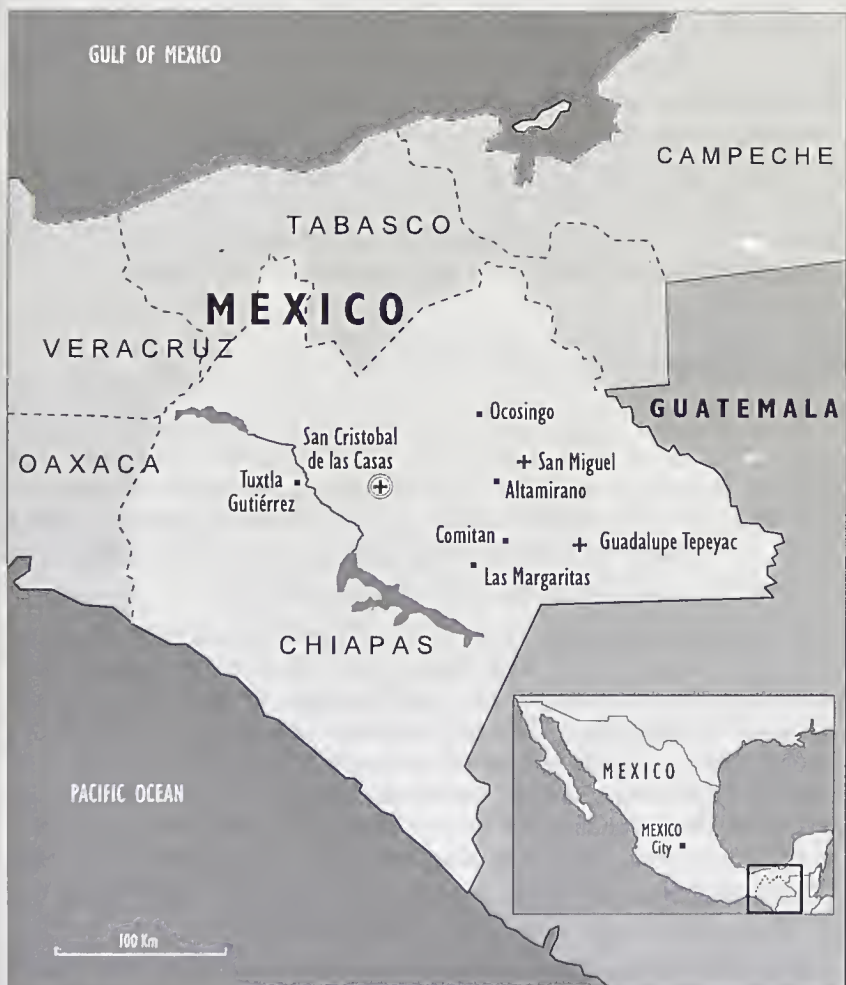 GULF OF MEXICO
CAMPECHE
TABASCO
MEXICO
VERACRUZ
Ocosingo
GUATEMALA
San Cristobal
de las Casas
OAXACA
San Miguel
Tuxtla
Gutiérrez
Altamirano
Comitan
Guadalupe Tepeyac
Las Margaritas
CHIAPAS
PACIFIC OCEAN
MEXICO
MEXICO
City
100 Km